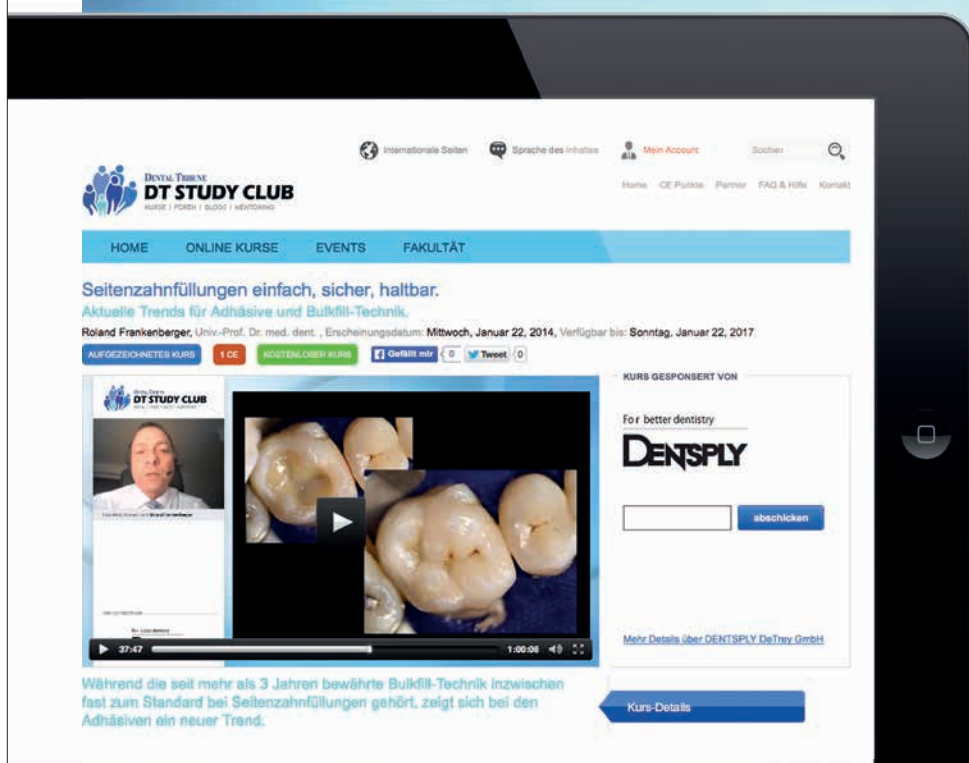 Internationale Seiten Sprache des Inhaltes Mein Account Suchen
Home CE Punkte Partner FAQ & Hilfe Kontakt
DENTAL TRIBUNE
DT STUDY CLUB
KURSE | FOREN | BLOGS | MENTORING
HOME ONLINE KURSE EVENTS FAKULTÄT
Seitenzahnfüllungen einfach, sicher, haltbar.
Aktuelle Trends für Adhäsive und Bulkfill-Technik.
Roland Frankenberger, Univ.-Prof. Dr. med. dent. , Erscheinungsdatum: Mittwoch, Januar 22, 2014, Verfügbar bis: Sonntag, Januar 22, 2017
AUFGEZEICHNETES KURS 1 CE KOSTENLOSER KURS Gefällt mir 0 Tweet 0
DT STUDY CLUB
KURS GESPONSERT VON
For better dentistry
DENTSPLY
abschicken
Mehr Details über DENTSPLY DeTrey GmbH
37:47 1:00:06
Während die seit mehr als 3 Jahren bewährte Bulkfill-Technik inzwischen
fast zum Standard bei Seitenzahnfüllungen gehört, zeigt sich bei den
Adhäsiven ein neuer Trend.
Kurs-Details